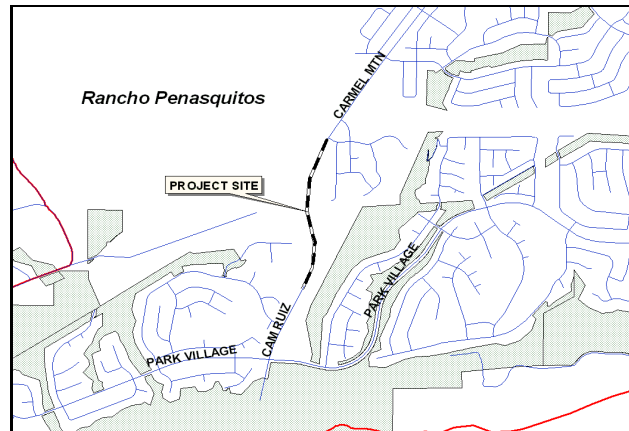 CARMEL MTN
Rancho Penasquitos
PROJECT SITE
PARK VILLAGE
CAM RUIZ
PARK VILLAGE